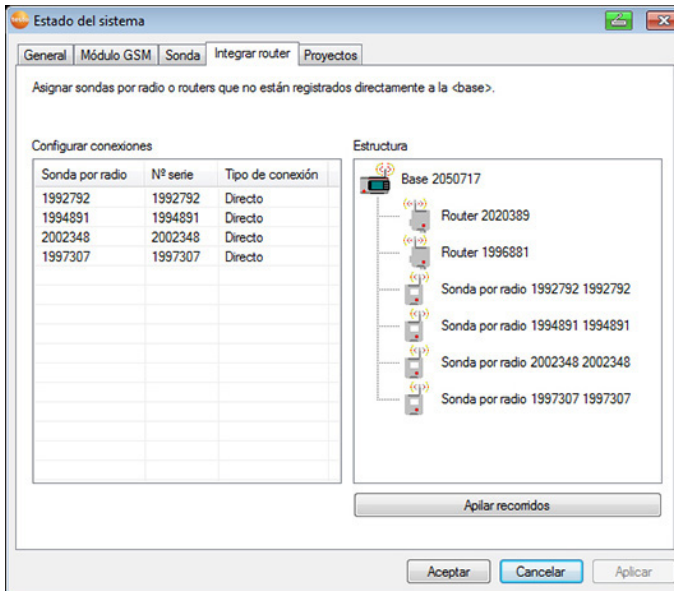 testo Estado del sistema
General Módulo GSM Sonda Integrar router Proyectos
Asignar sondas por radio o routers que no están registrados directamente a la <base>.
Configurar conexiones
Sonda por radio Nº serie Tipo de conexión
1992792 1992792 Directo
1994891 1994891 Directo
2002348 2002348 Directo
1997307 1997307 Directo
Estructura
Base 2050717
Router 2020389
Router 1996881
Sonda por radio 1992792 1992792
Sonda por radio 1994891 1994891
Sonda por radio 2002348 2002348
Sonda por radio 1997307 1997307
Apilar recorridos
Aceptar Cancelar Aplicar